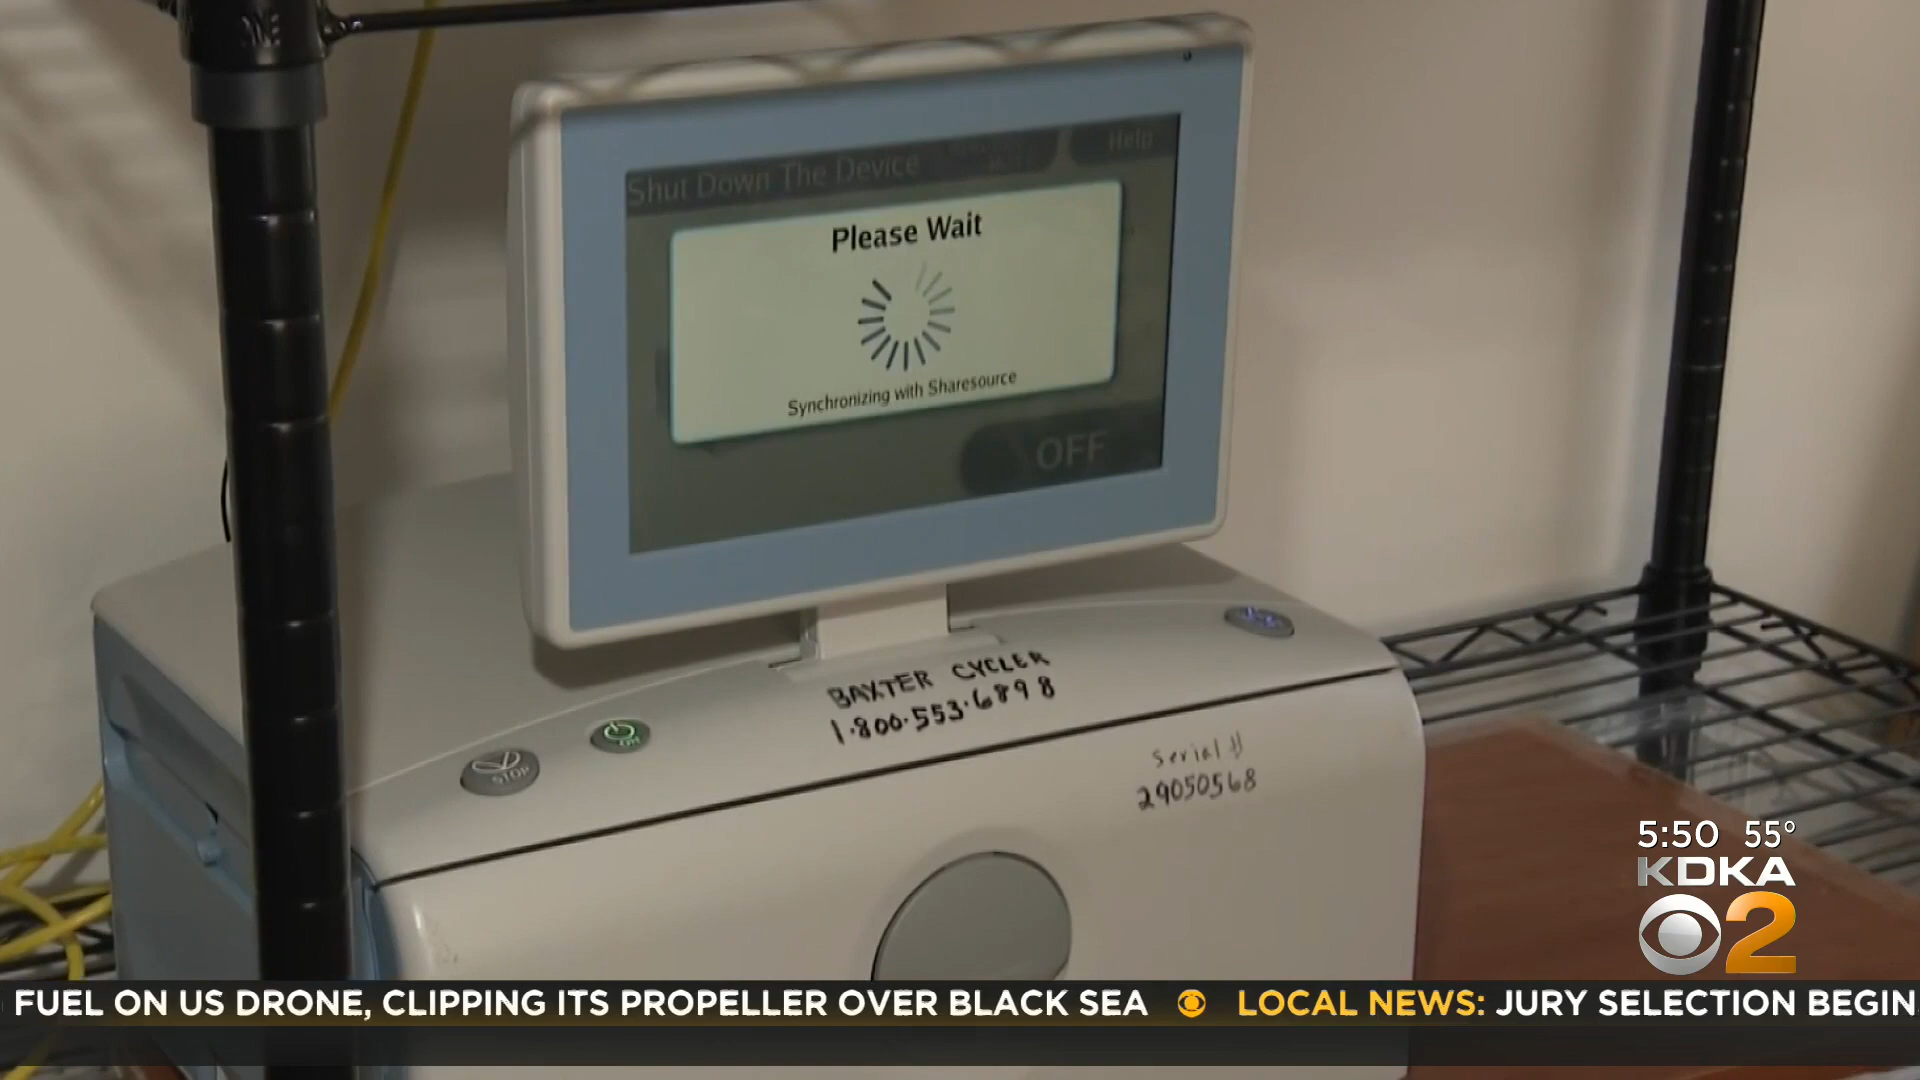 Shut Down The Device
Help
Please Wait
Synchronizing with Sharesource
OFF
BAXTER CYCLER
1·800·553·6898
STOP
ON
Serial #
29050568
5:50 55°
KDKA
2
FUEL ON US DRONE, CLIPPING ITS PROPELLER OVER BLACK SEA LOCAL NEWS: JURY SELECTION BEGIN